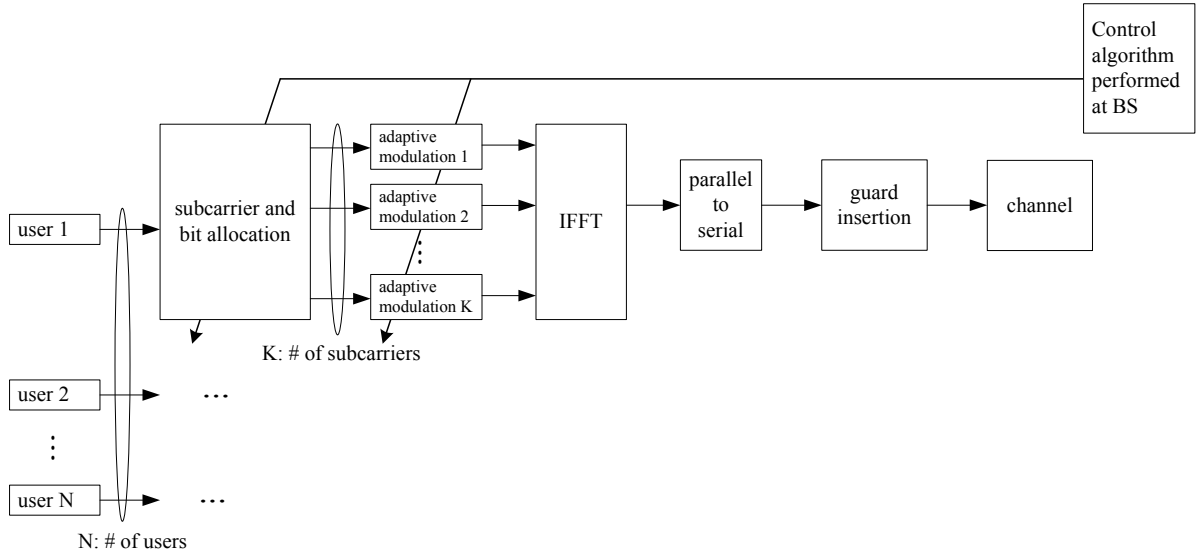 Control
algorithm
performed
at BS
adaptive
modulation 1
adaptive
modulation 2
adaptive
modulation K
subcarrier and
bit allocation
IFFT
parallel
to
serial
guard
insertion
channel
user 1
K: # of subcarriers
user 2
user N
N: # of users